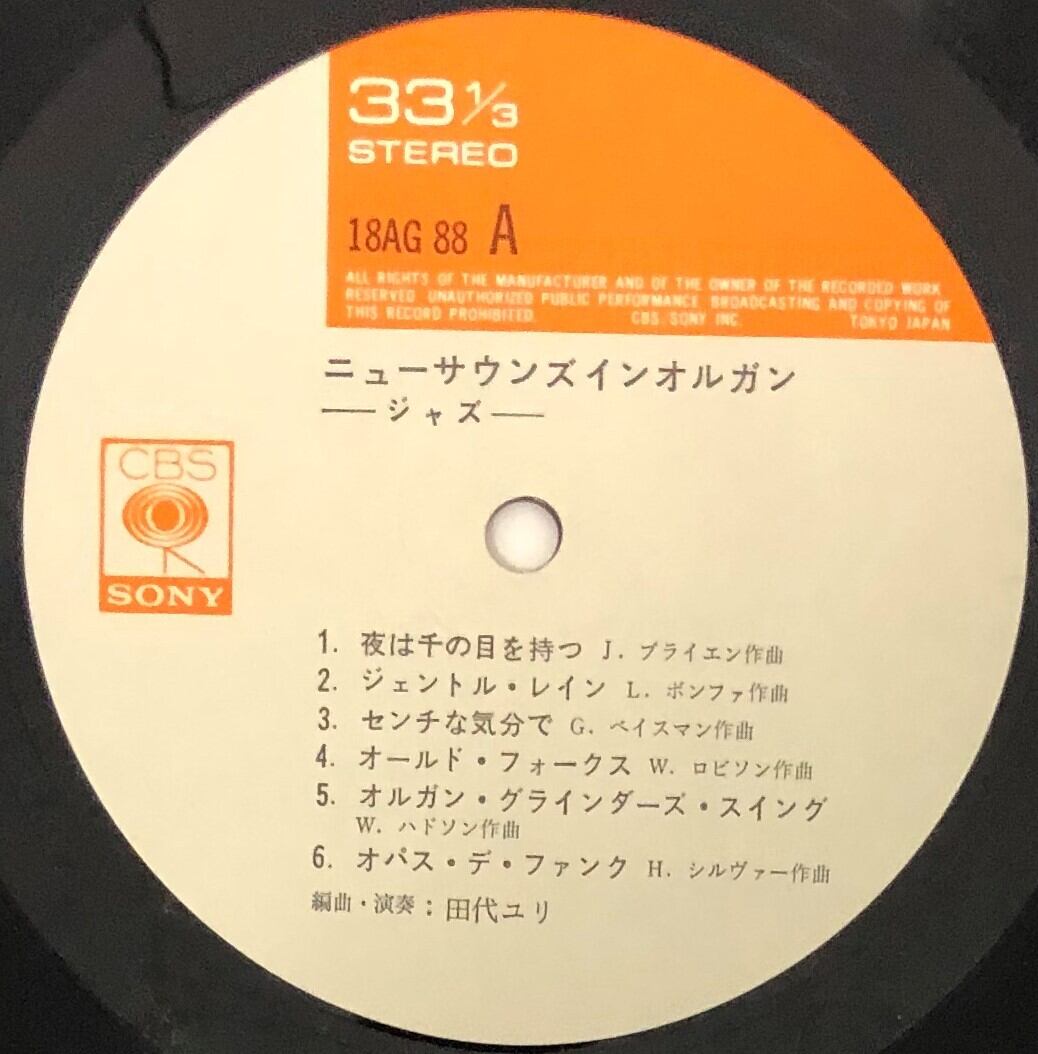 33 1/3
STEREO
18AG 88 A
ALL RIGHTS OF THE MANUFACTURER AND OF THE OWNER OF THE RECORDED WORK
RESERVED UNAUTHORIZED PUBLIC PERFORMANCE BROADCASTING AND COPYING OF
THIS RECORD PROHIBITED. CBS/SONY INC. TOKYO JAPAN
ニューサウンズインオルガン
—ジャズ—
CBS
SONY
1. 夜は千の目を持つ J. ブライエン作曲
2. ジェントル・レイン L. ボンファ作曲
3. センチな気分で G. ベイスマン作曲
4. オールド・フォークス W. ロビソン作曲
5. オルガン・グラインダーズ・スイング
W. ハドソン作曲
6. オパス・デ・ファンク H. シルヴァー作曲
編曲・演奏：田代ユリ